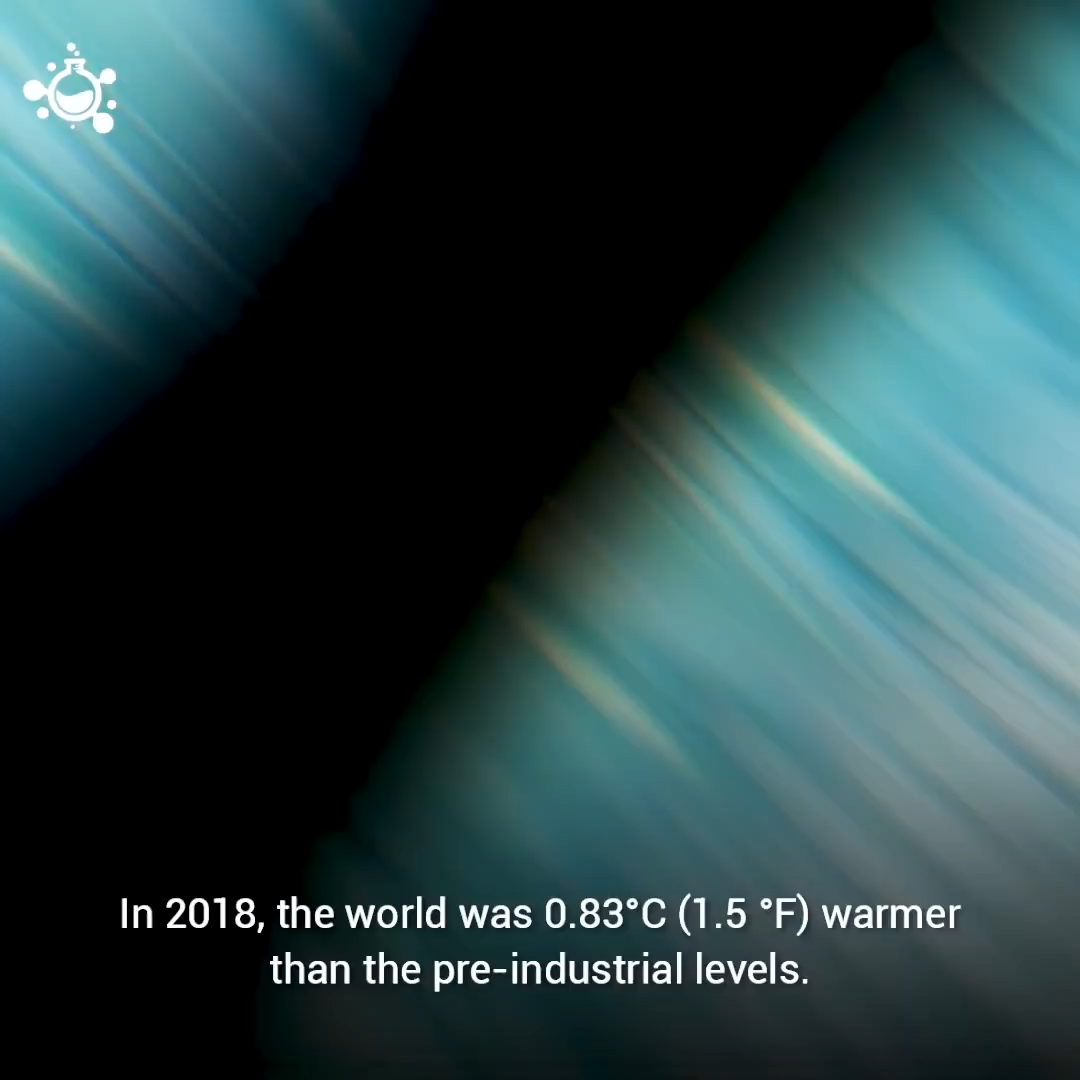 In 2018, the world was 0.83°C (1.5 °F) warmer
than the pre-industrial levels.